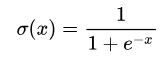 σ(x) = 1 / (1 + e^{-x})